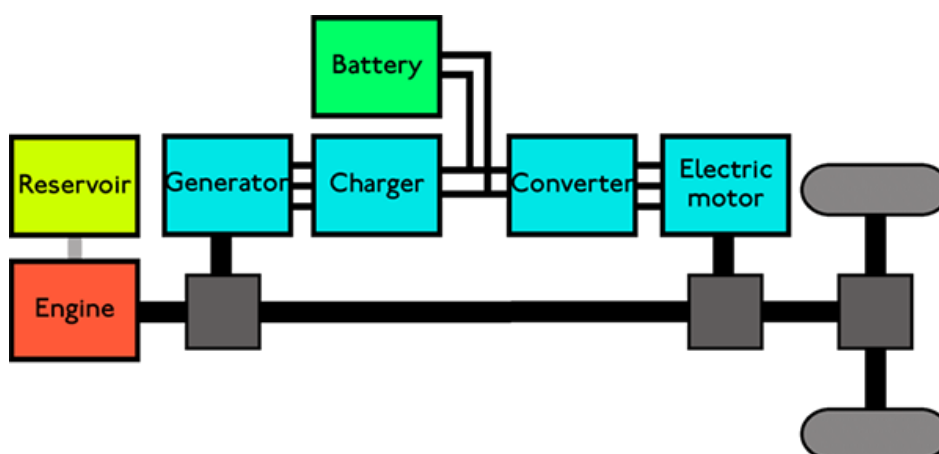 Battery
Reservoir
Generator
Charger
Converter
Electric
motor
Engine